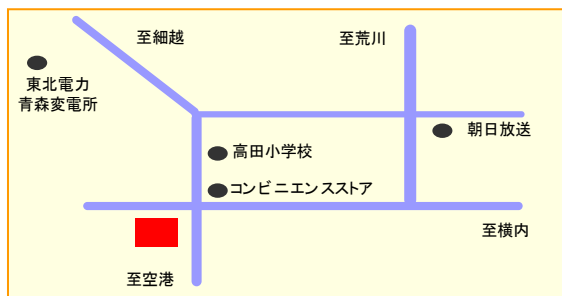 至細越
至荒川
東北電力
青森変電所
朝日放送
高田小学校
コンビニエンスストア
至横内
至空港